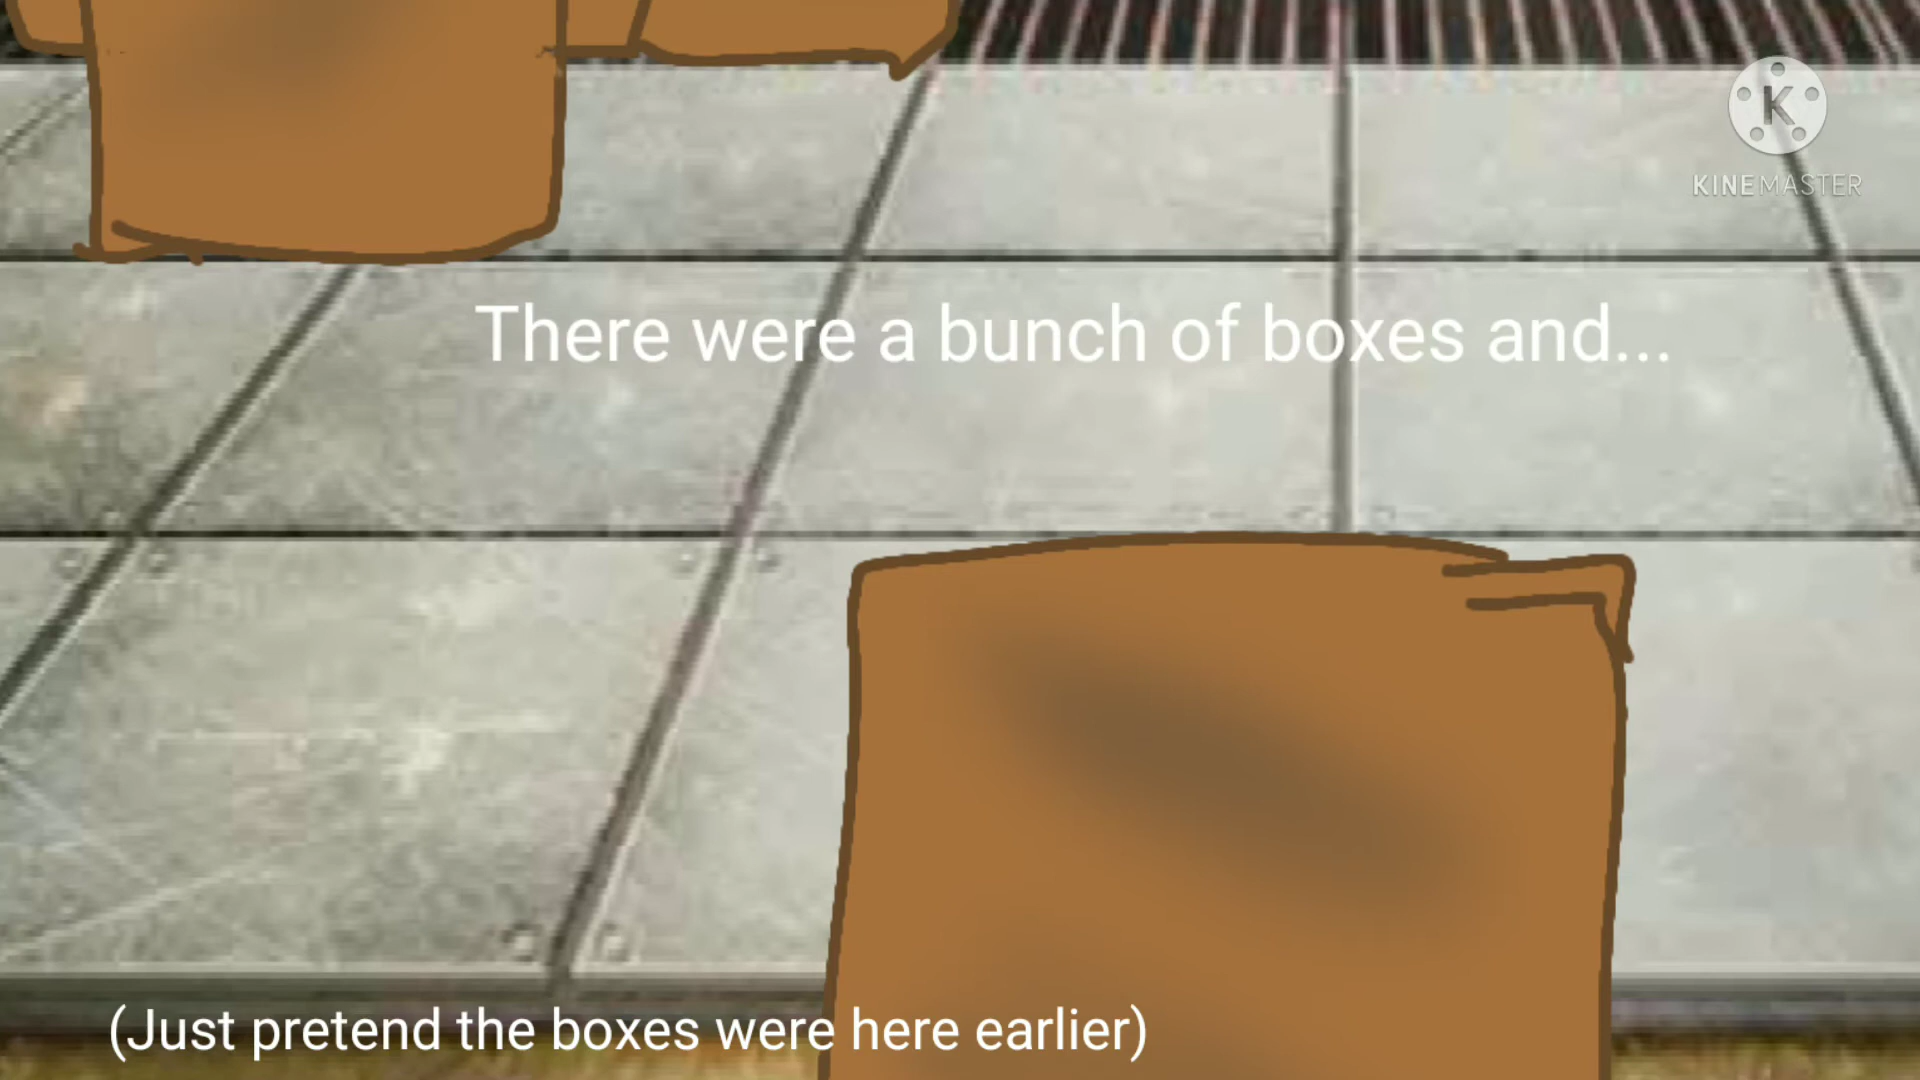 K
KINEMASTER
There were a bunch of boxes and...
(Just pretend the boxes were here earlier)